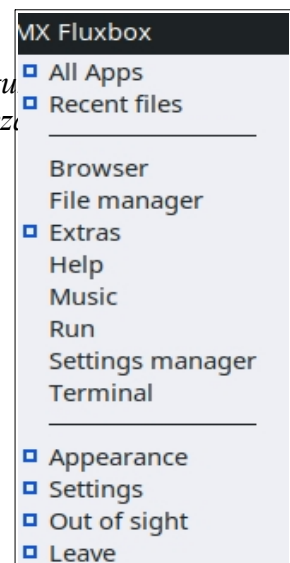 MX Fluxbox
All Apps
Recent files
Browser
File manager
Extras
Help
Music
Run
Settings manager
Terminal
Appearance
Settings
Out of sight
Leave